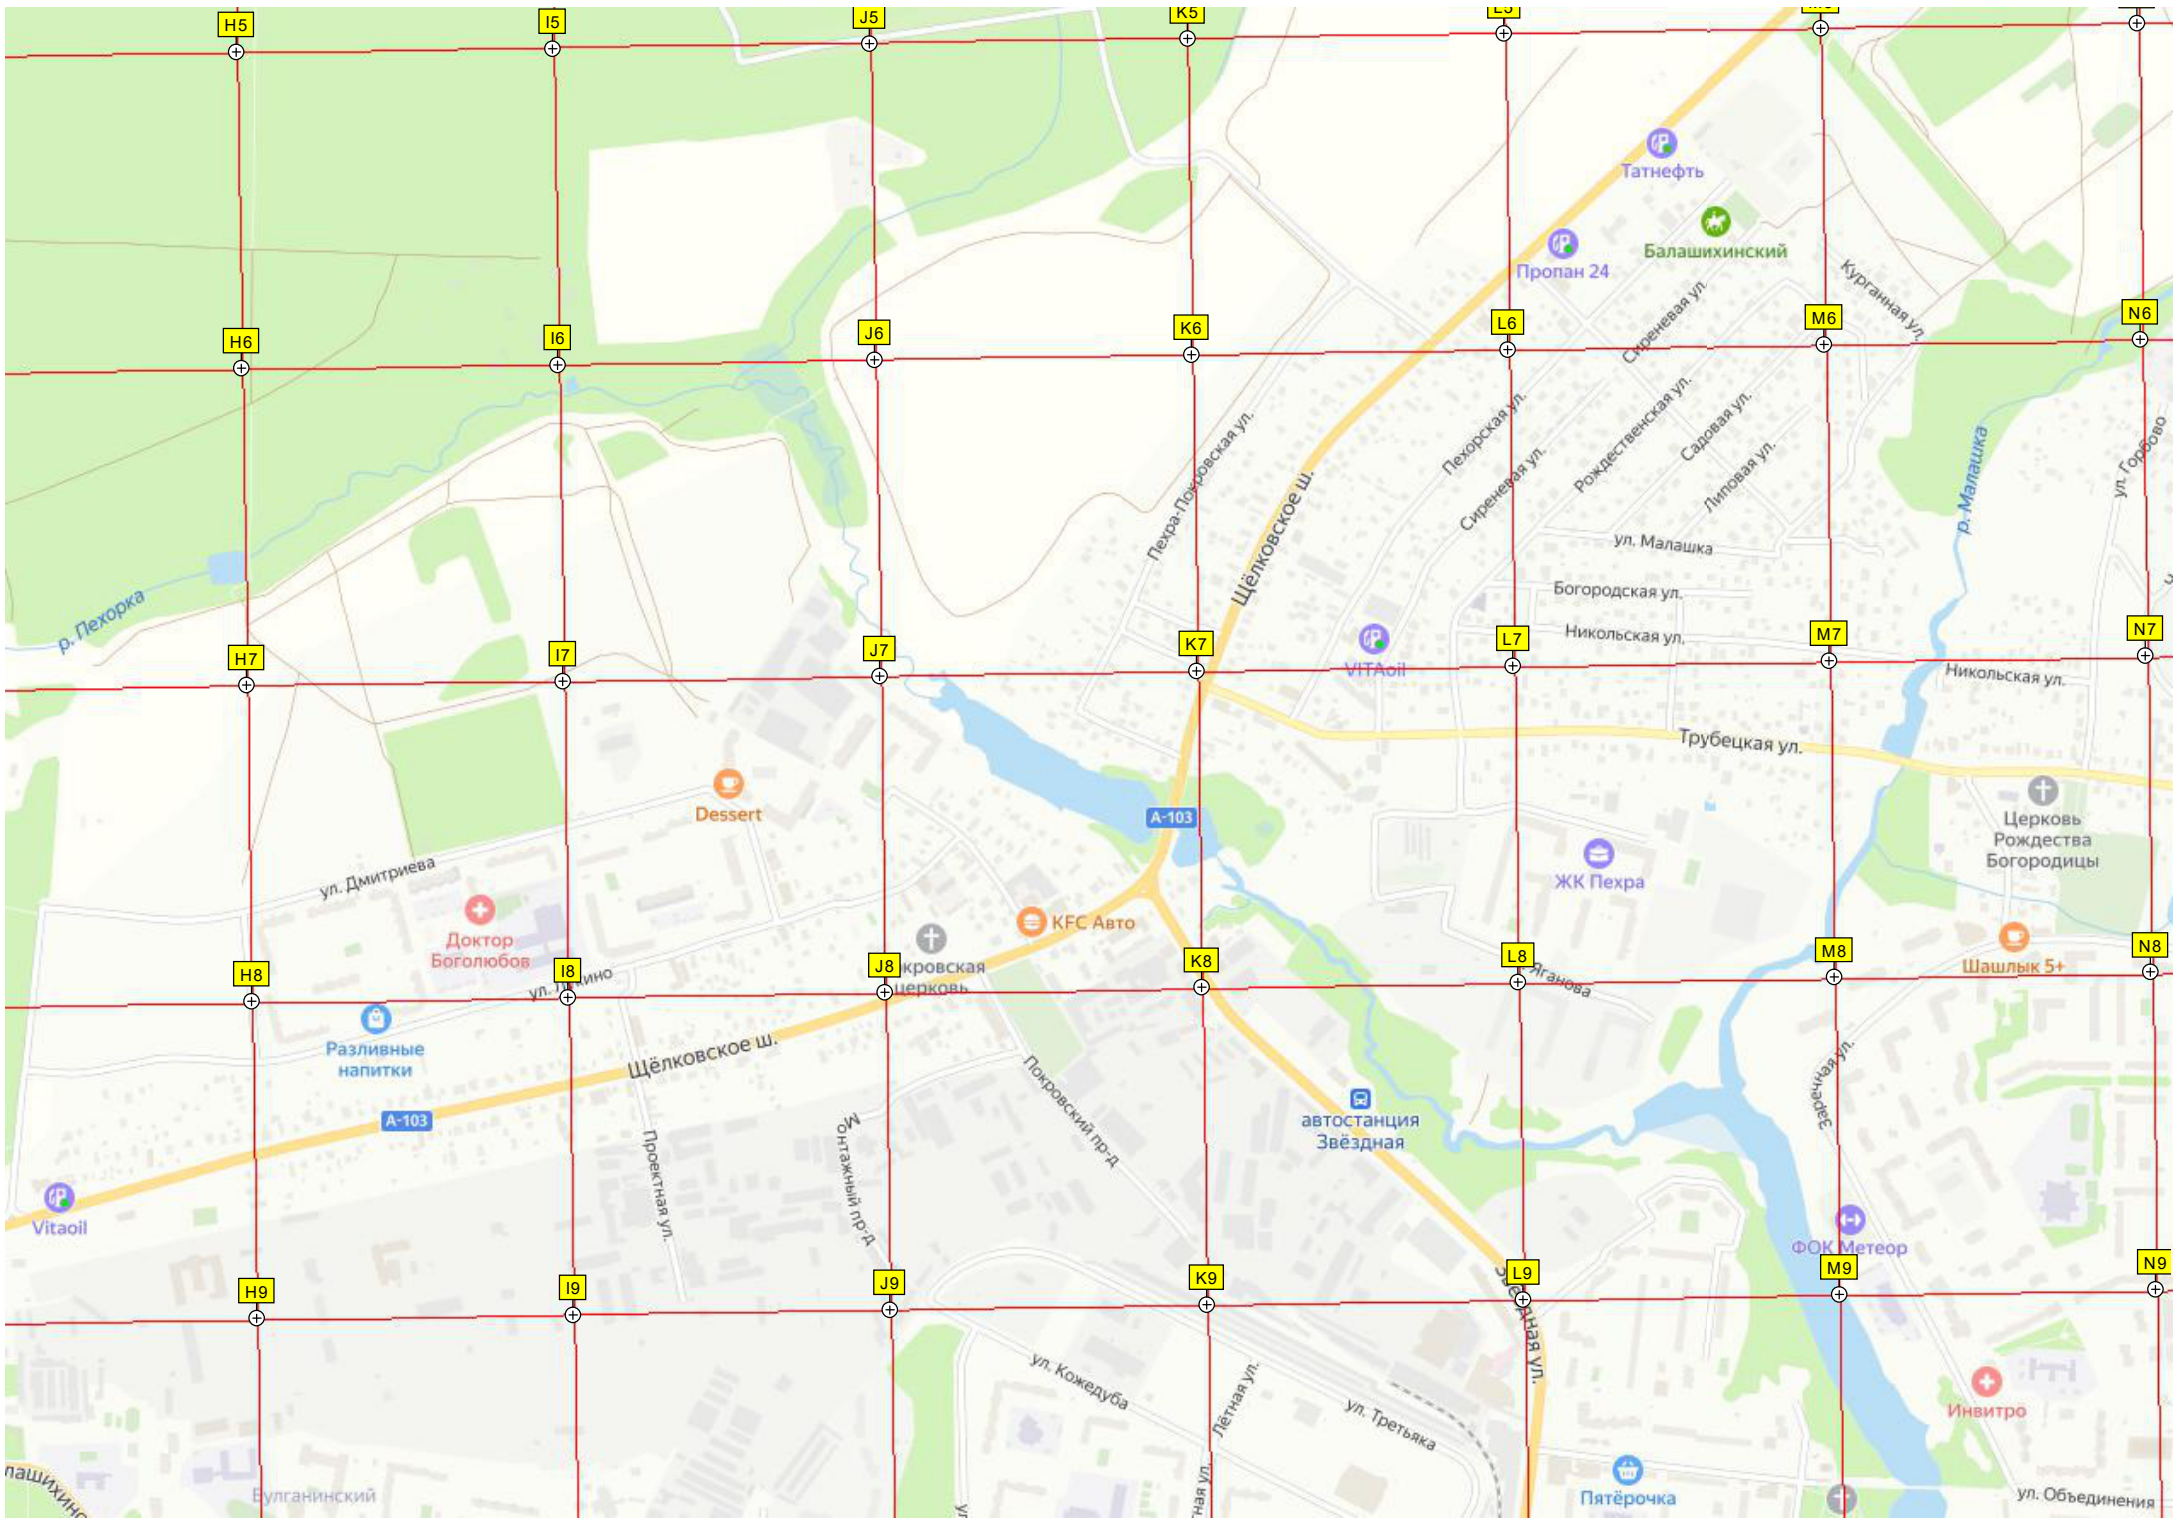 H5
I5
J5
K5
L5
Татнефть
Балашихинский
Пропан 24
Курганная ул.
Сиреневая ул.
H6
I6
J6
K6
L6
M6
N6
Пехра-Покровская ул.
Щёлковское ш.
Пехорская ул.
Сиреневая ул.
Рождественская ул.
Садовая ул.
Липовая ул.
р. Малашка
ул. Горбово
ул. Малашка
Богородская ул.
Никольская ул.
р. Пехорка
VITAoil
H7
I7
J7
K7
L7
M7
N7
Никольская ул.
Трубецкая ул.
Dessert
А-103
Церковь
Рождества
Богородицы
ул. Дмитриева
ЖК Пехра
Доктор
Боголюбов
KFC Авто
кровская
церковь
Шашлык 5+
H8
I8
J8
K8
L8
M8
N8
Яганова
Разливные
напитки
Щёлковское ш.
А-103
Покровский пр-д
Монтажный пр-д
Проектная ул.
автостанция
Звёздная
Заречная ул.
Vitaoil
ФОК Метеор
H9
I9
J9
K9
L9
M9
N9
ул. Кожедуба
Лётная ул.
ул. Третьяка
Инвитро
Пятёрочка
ул. Объединения